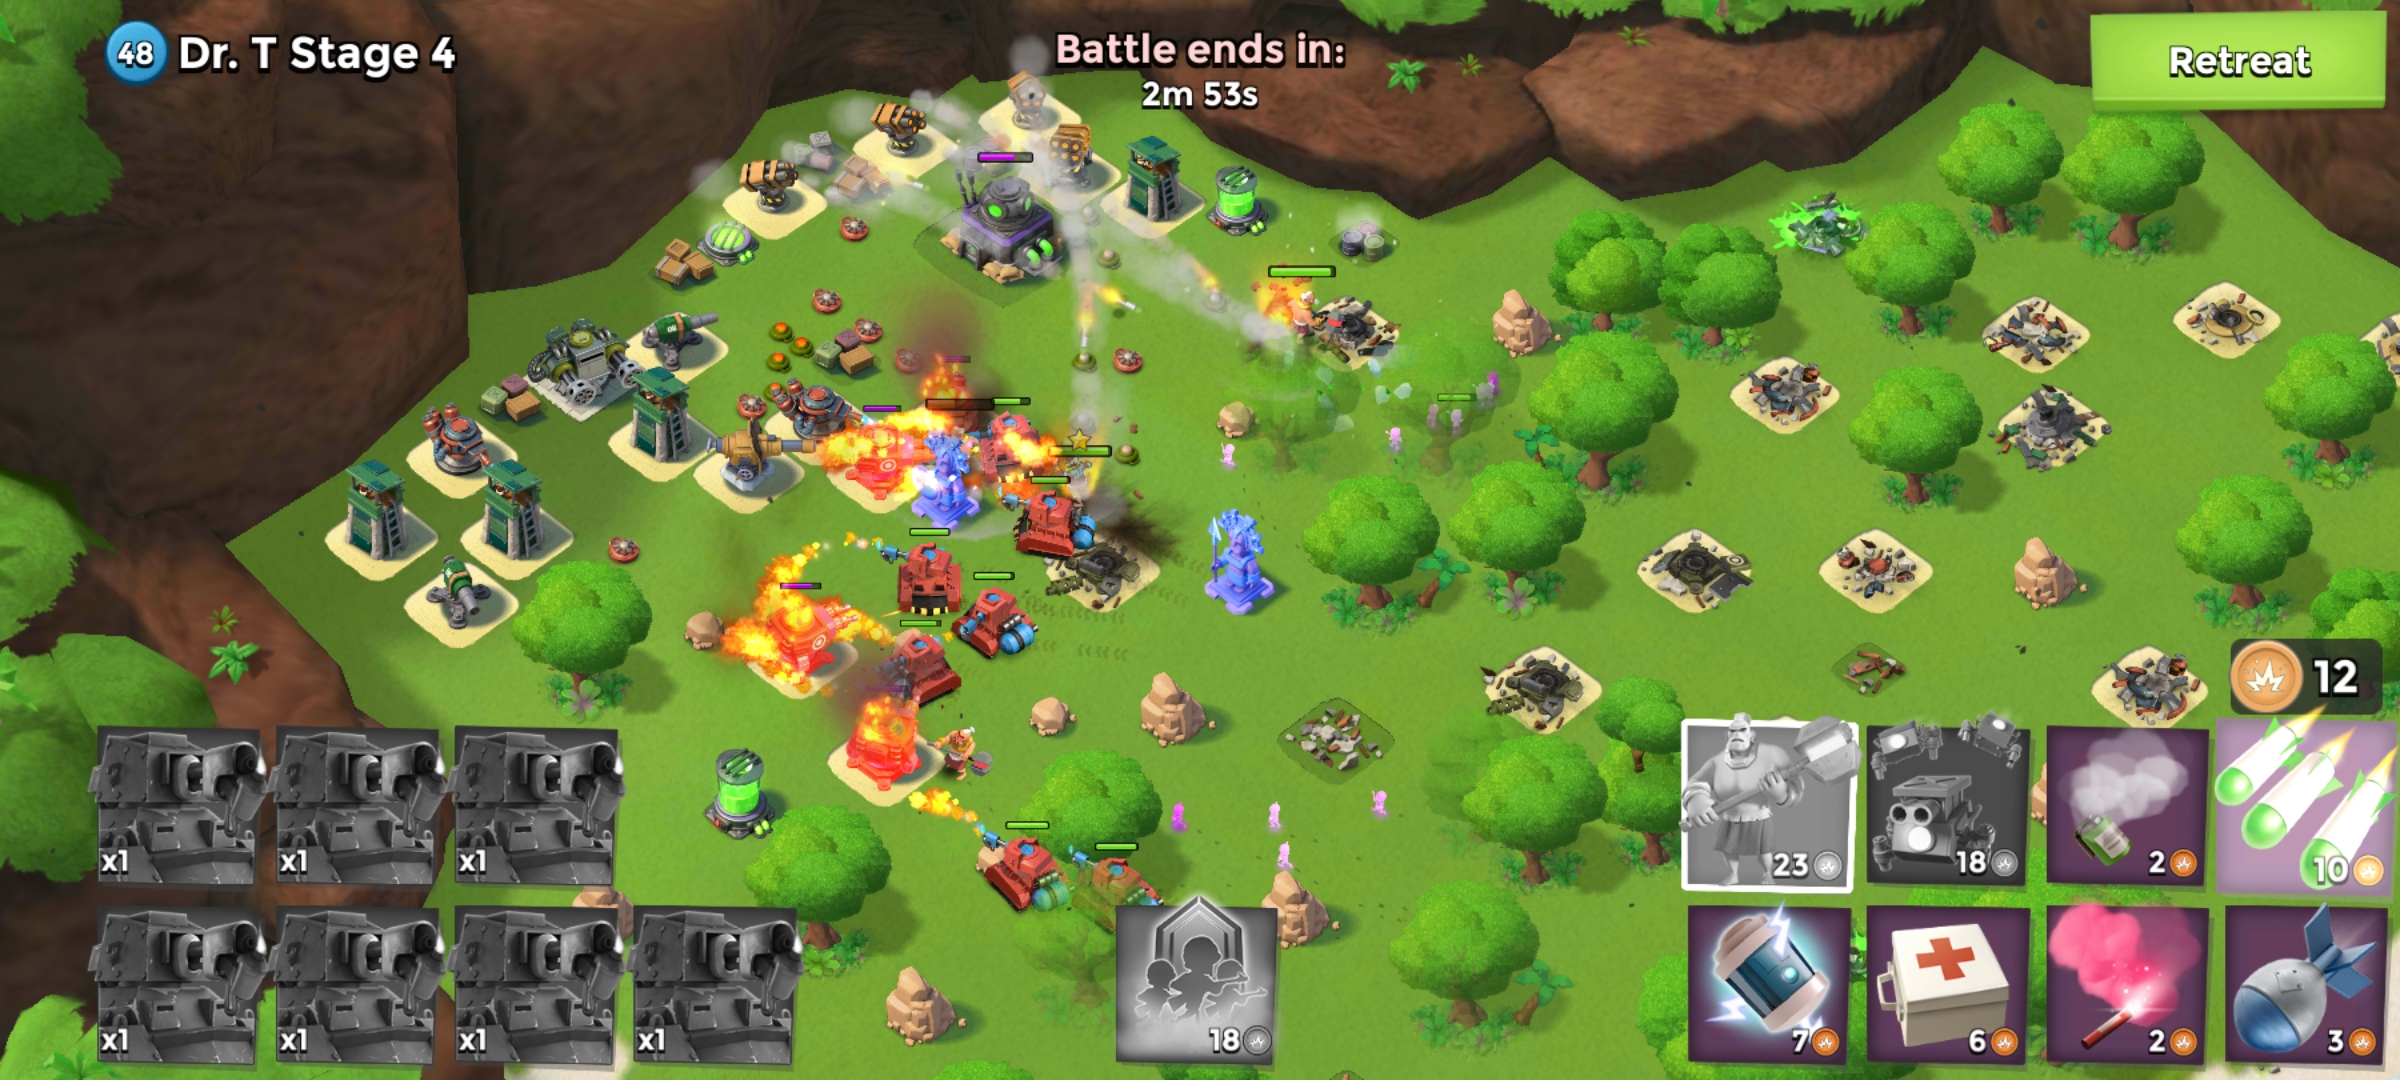 48 Dr. T Stage 4
Battle ends in:
2m 53s
Retreat
12
x1 x1 x1
23 18 2 10
x1 x1 x1 x1
18
7 6 2 3